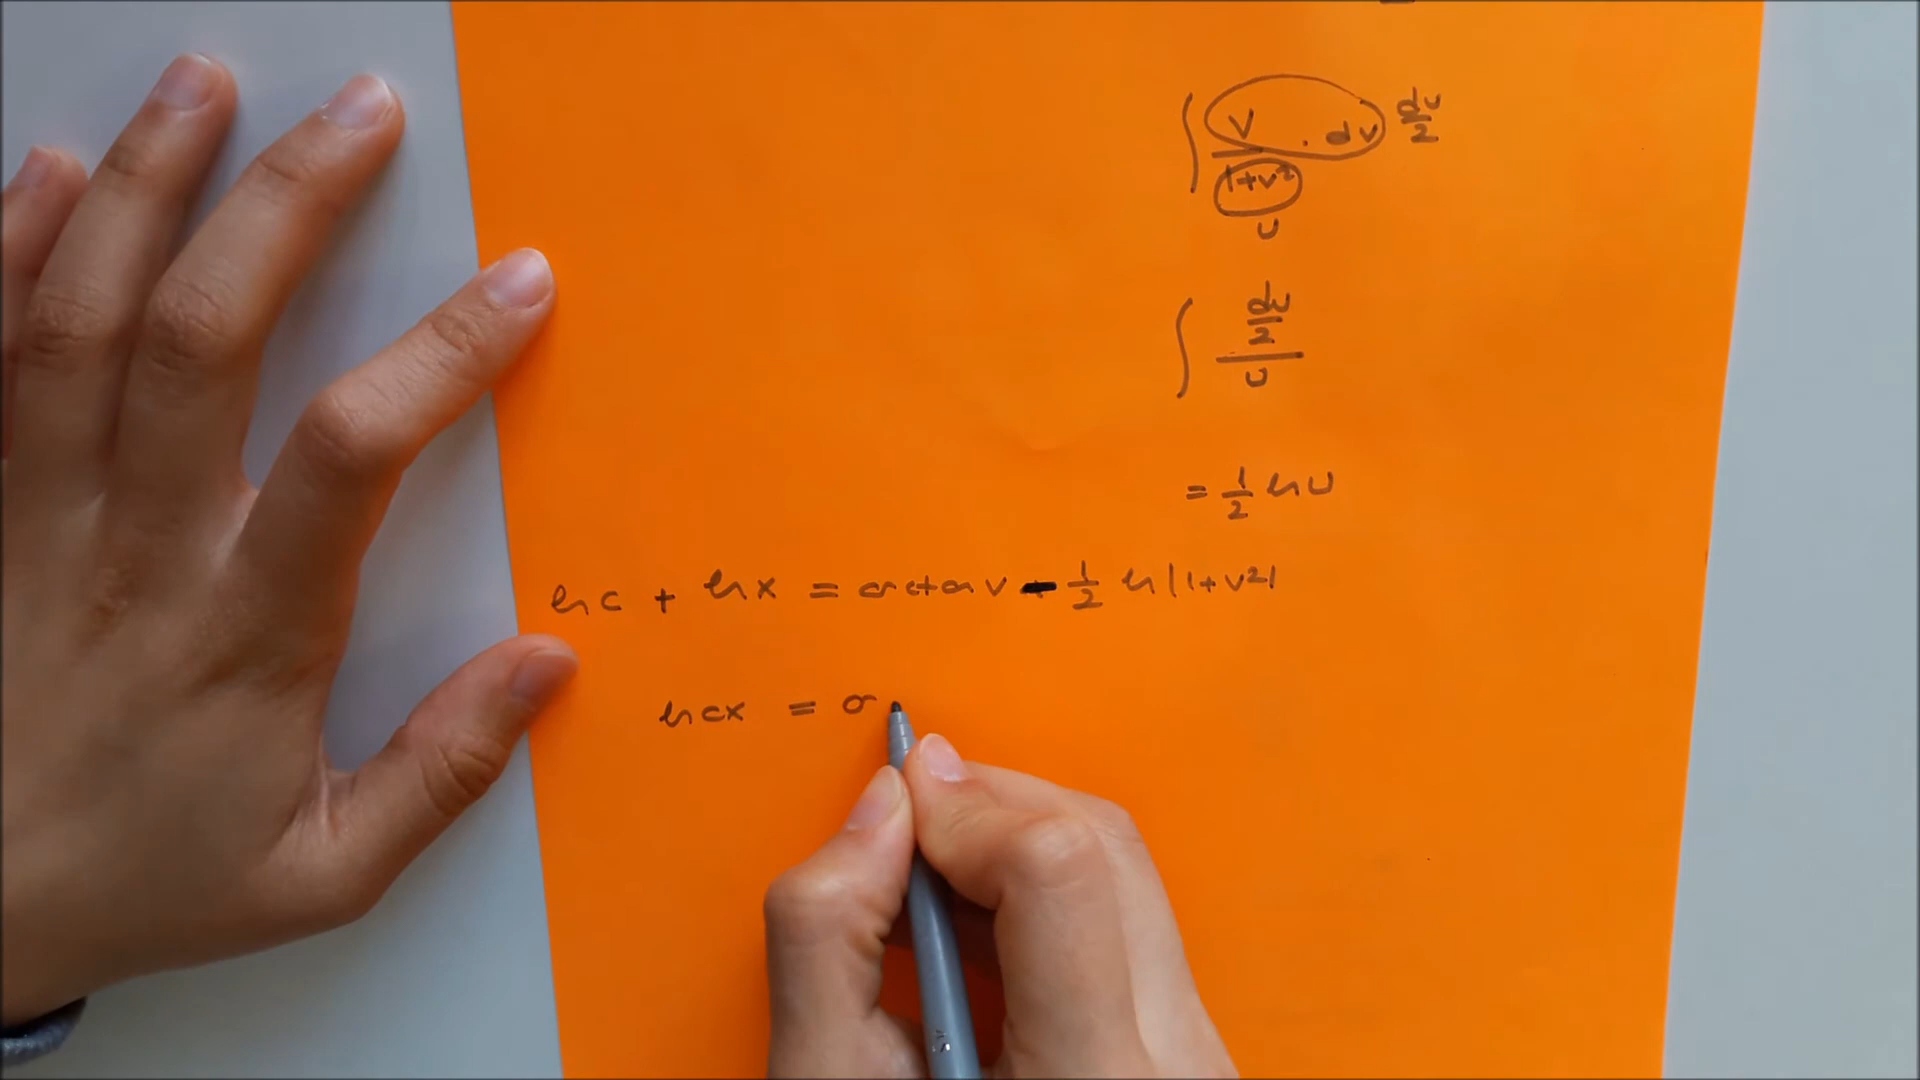 ∫ v/(1+v²) · dv du/2
u
∫ (du/2)/u
= 1/2 ln u
ln c + ln x = arctan v - 1/2 ln|1+v²|
ln cx = a